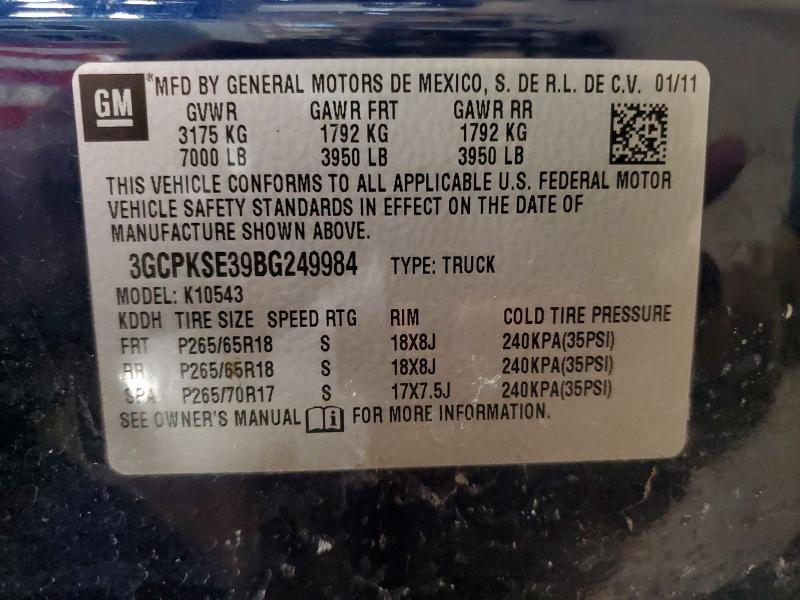 GM ®MFD BY GENERAL MOTORS DE MEXICO, S. DE R.L. DE C.V. 01/11
GVWR GAWR FRT GAWR RR
3175 KG 1792 KG 1792 KG
7000 LB 3950 LB 3950 LB
THIS VEHICLE CONFORMS TO ALL APPLICABLE U.S. FEDERAL MOTOR
VEHICLE SAFETY STANDARDS IN EFFECT ON THE DATE OF
MANUFACTURE SHOWN ABOVE.
3GCPKSE39BG249984 TYPE: TRUCK
MODEL: K10543
KDDH TIRE SIZE SPEED RTG RIM COLD TIRE PRESSURE
FRT P265/65R18 S 18X8J 240KPA(35PSI)
RR P265/65R18 S 18X8J 240KPA(35PSI)
SPA P265/70R17 S 17X7.5J 240KPA(35PSI)
SEE OWNER'S MANUAL FOR MORE INFORMATION.